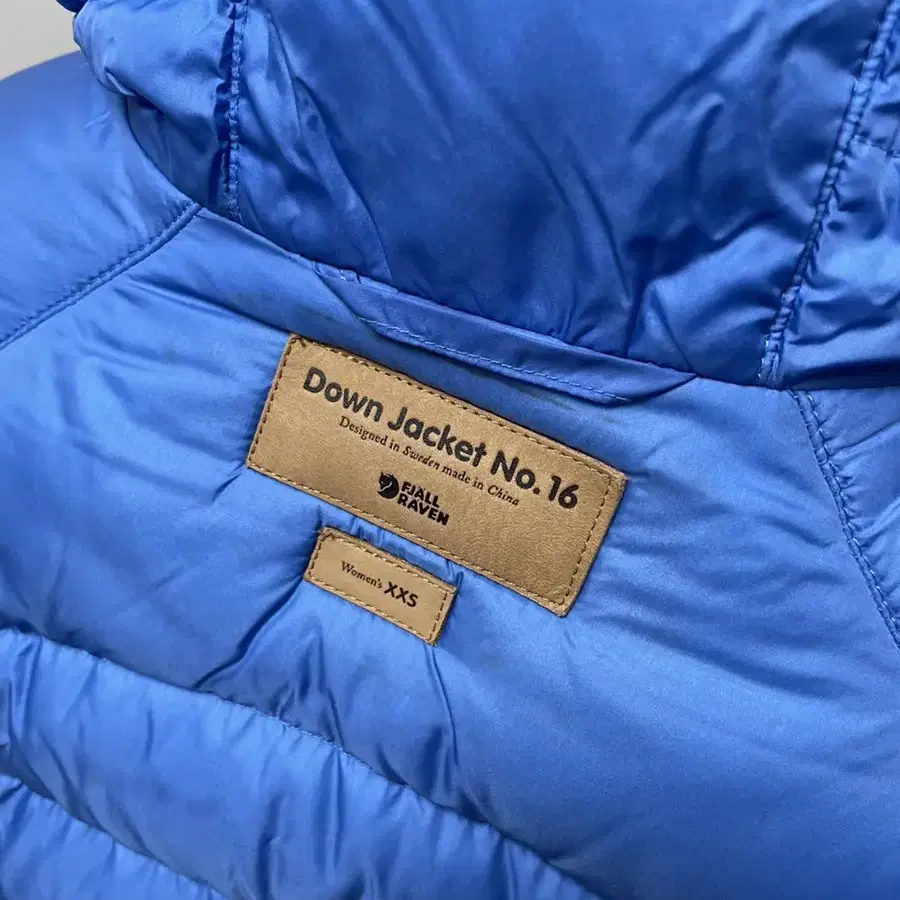 Down Jacket No. 16
Designed in Sweden made in China
FJALL
RAVEN
Women's XXS